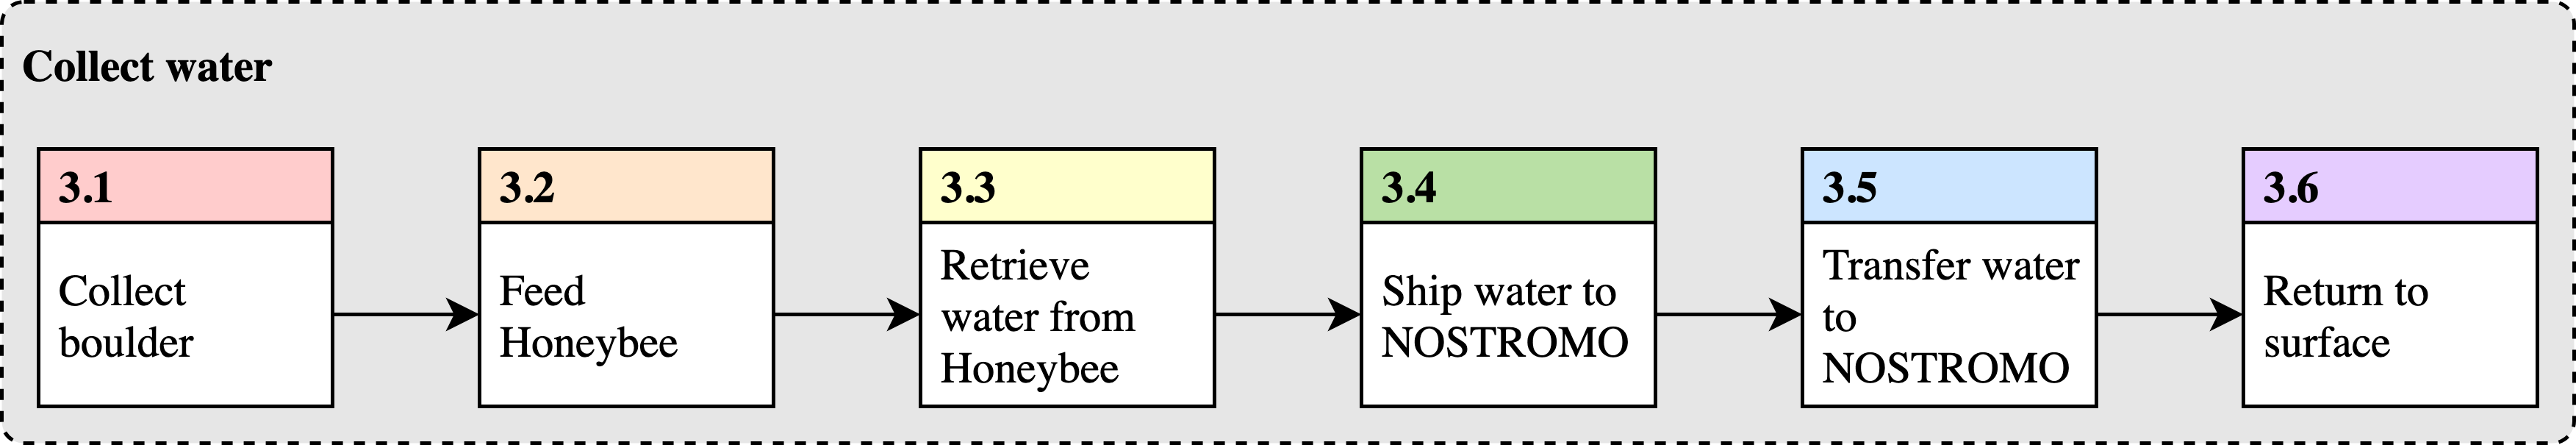 Collect water
3.1
Collect
boulder
3.2
Feed
Honeybee
3.3
Retrieve
water from
Honeybee
3.4
Ship water to
NOSTROMO
3.5
Transfer water
to
NOSTROMO
3.6
Return to
surface